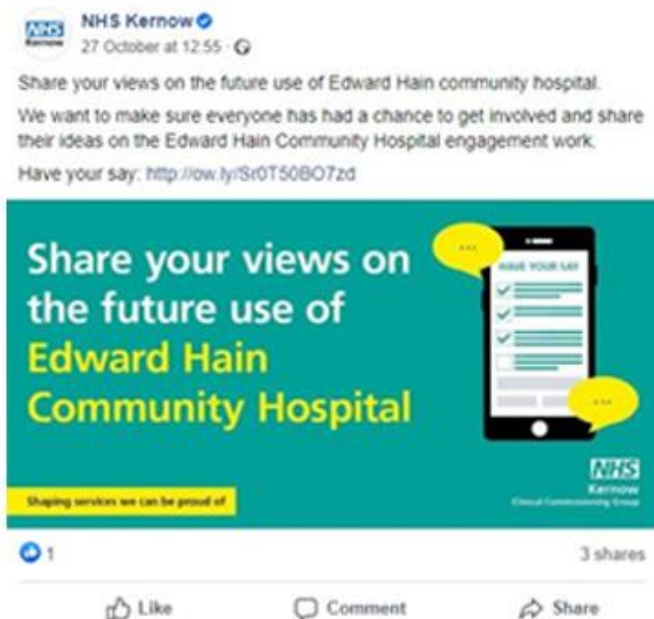 NHS
Kernow
NHS Kernow
27 October at 12:55
Share your views on the future use of Edward Hain community hospital.
We want to make sure everyone has had a chance to get involved and share
their ideas on the Edward Hain Community Hospital engagement work.
Have your say: http://ow.ly/Sr0T50BO7zd
Share your views on
the future use of
Edward Hain
Community Hospital
HAVE YOUR SAY
Shaping services we can be proud of
NHS
Kernow
Clinical Commissioning Group
1
3 shares
Like
Comment
Share